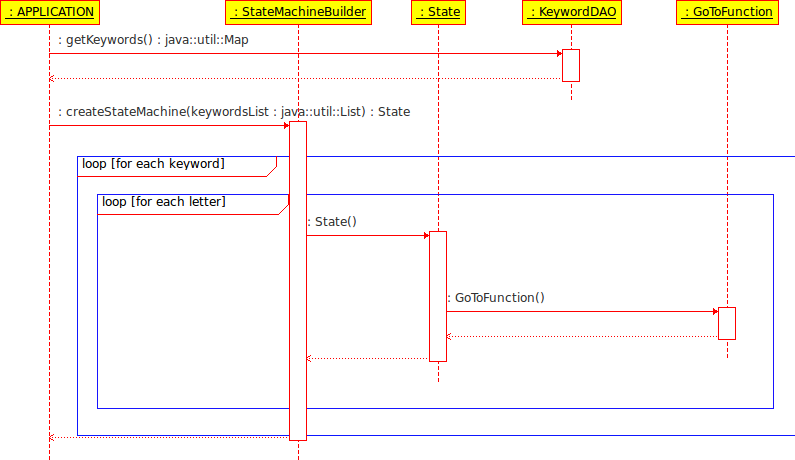 : APPLICATION
: StateMachineBuilder
: State
: KeywordDAO
: GoToFunction
: getKeywords() : java::util::Map
: createStateMachine(keywordsList : java::util::List) : State
loop [for each keyword]
loop [for each letter]
: State()
: GoToFunction()